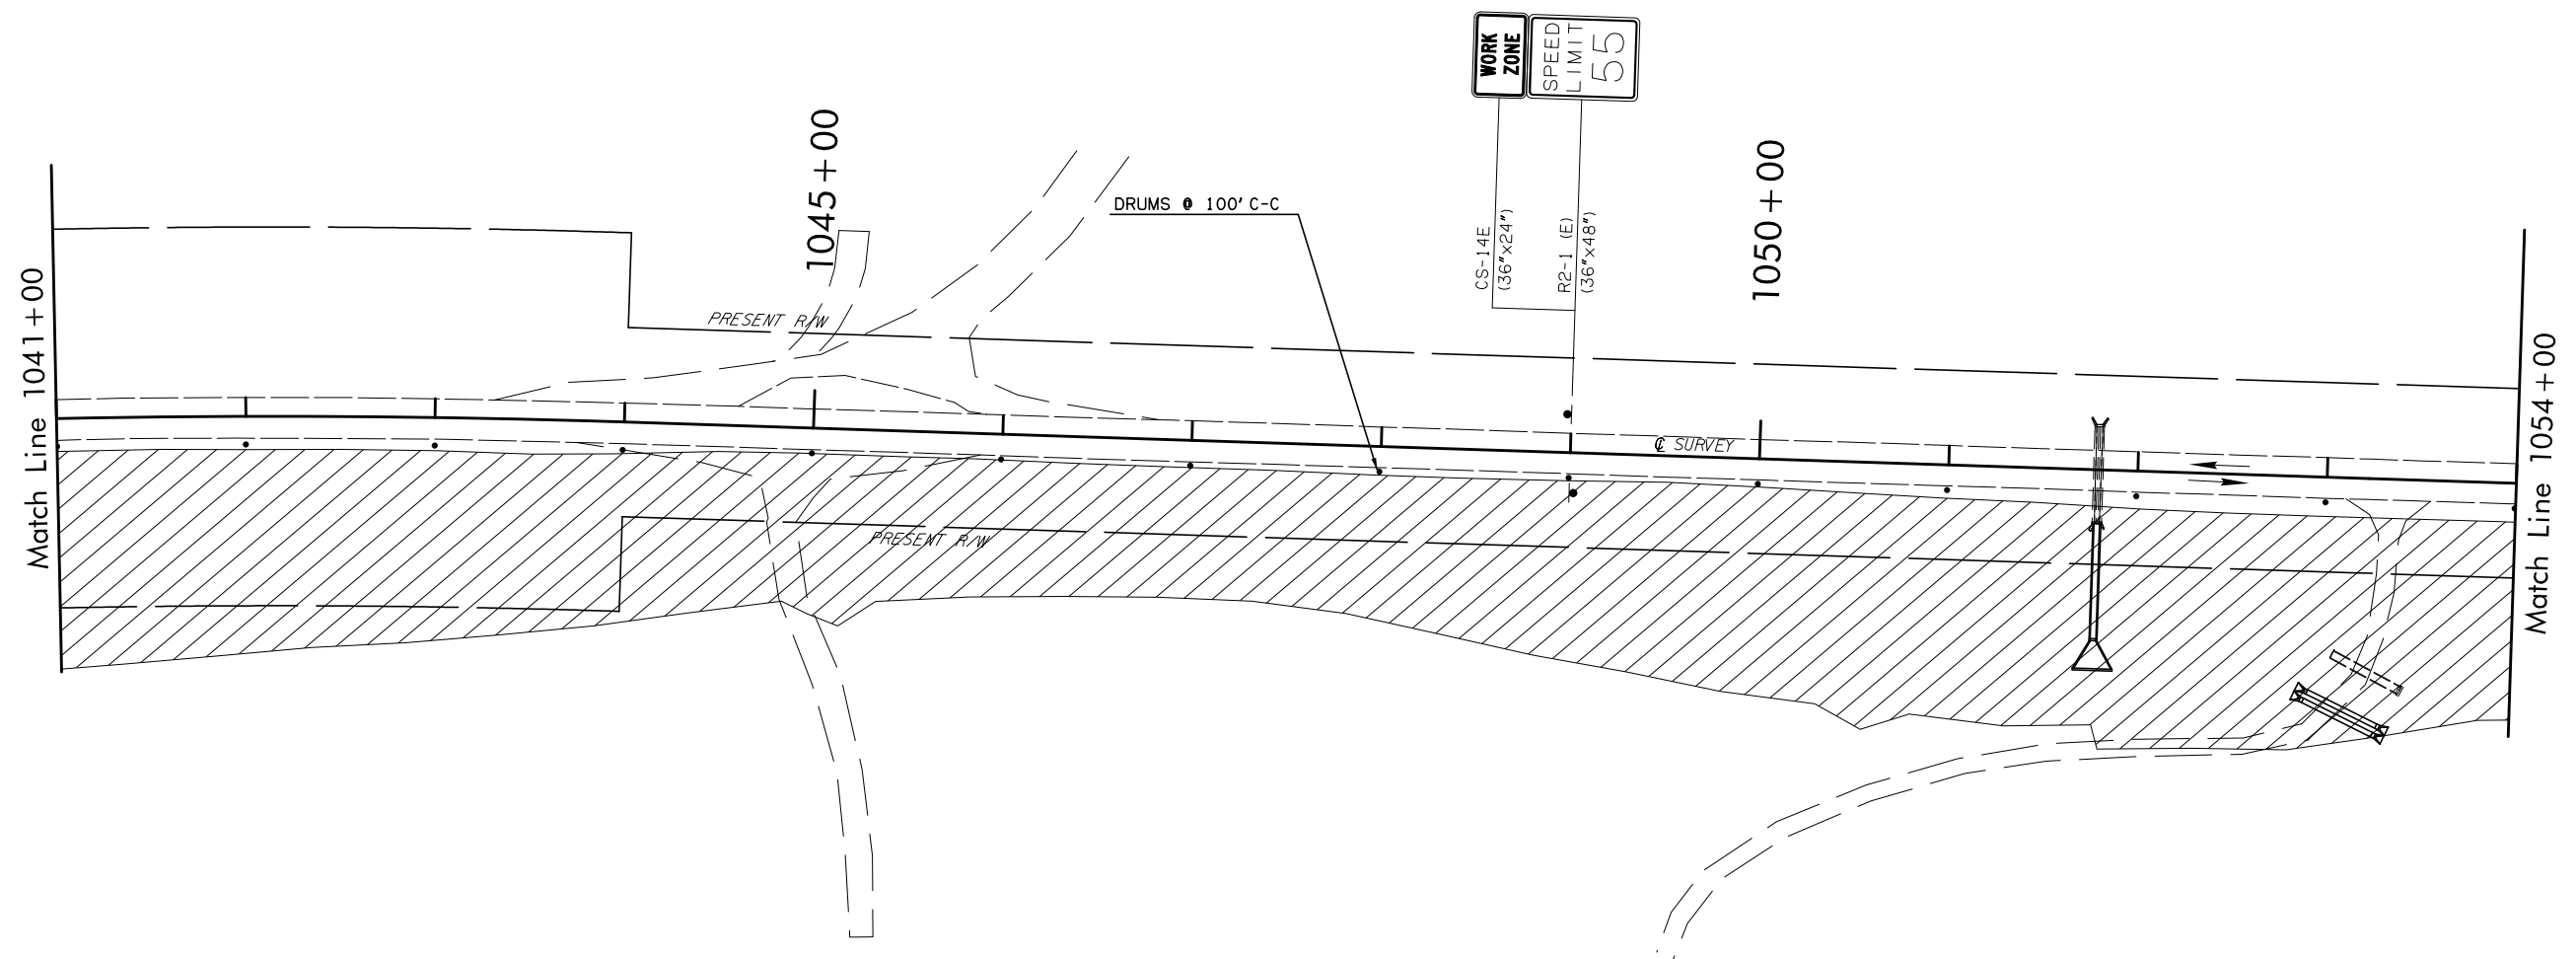 WORK
ZONE
SPEED
LIMIT
55
1045+00
1050+00
DRUMS @ 100' C-C
CS-14E
(36"x24")
R2-1 (E)
(36"x48")
Match Line 1041+00
PRESENT R/W
℄ SURVEY
PRESENT R/W
Match Line 1054+00